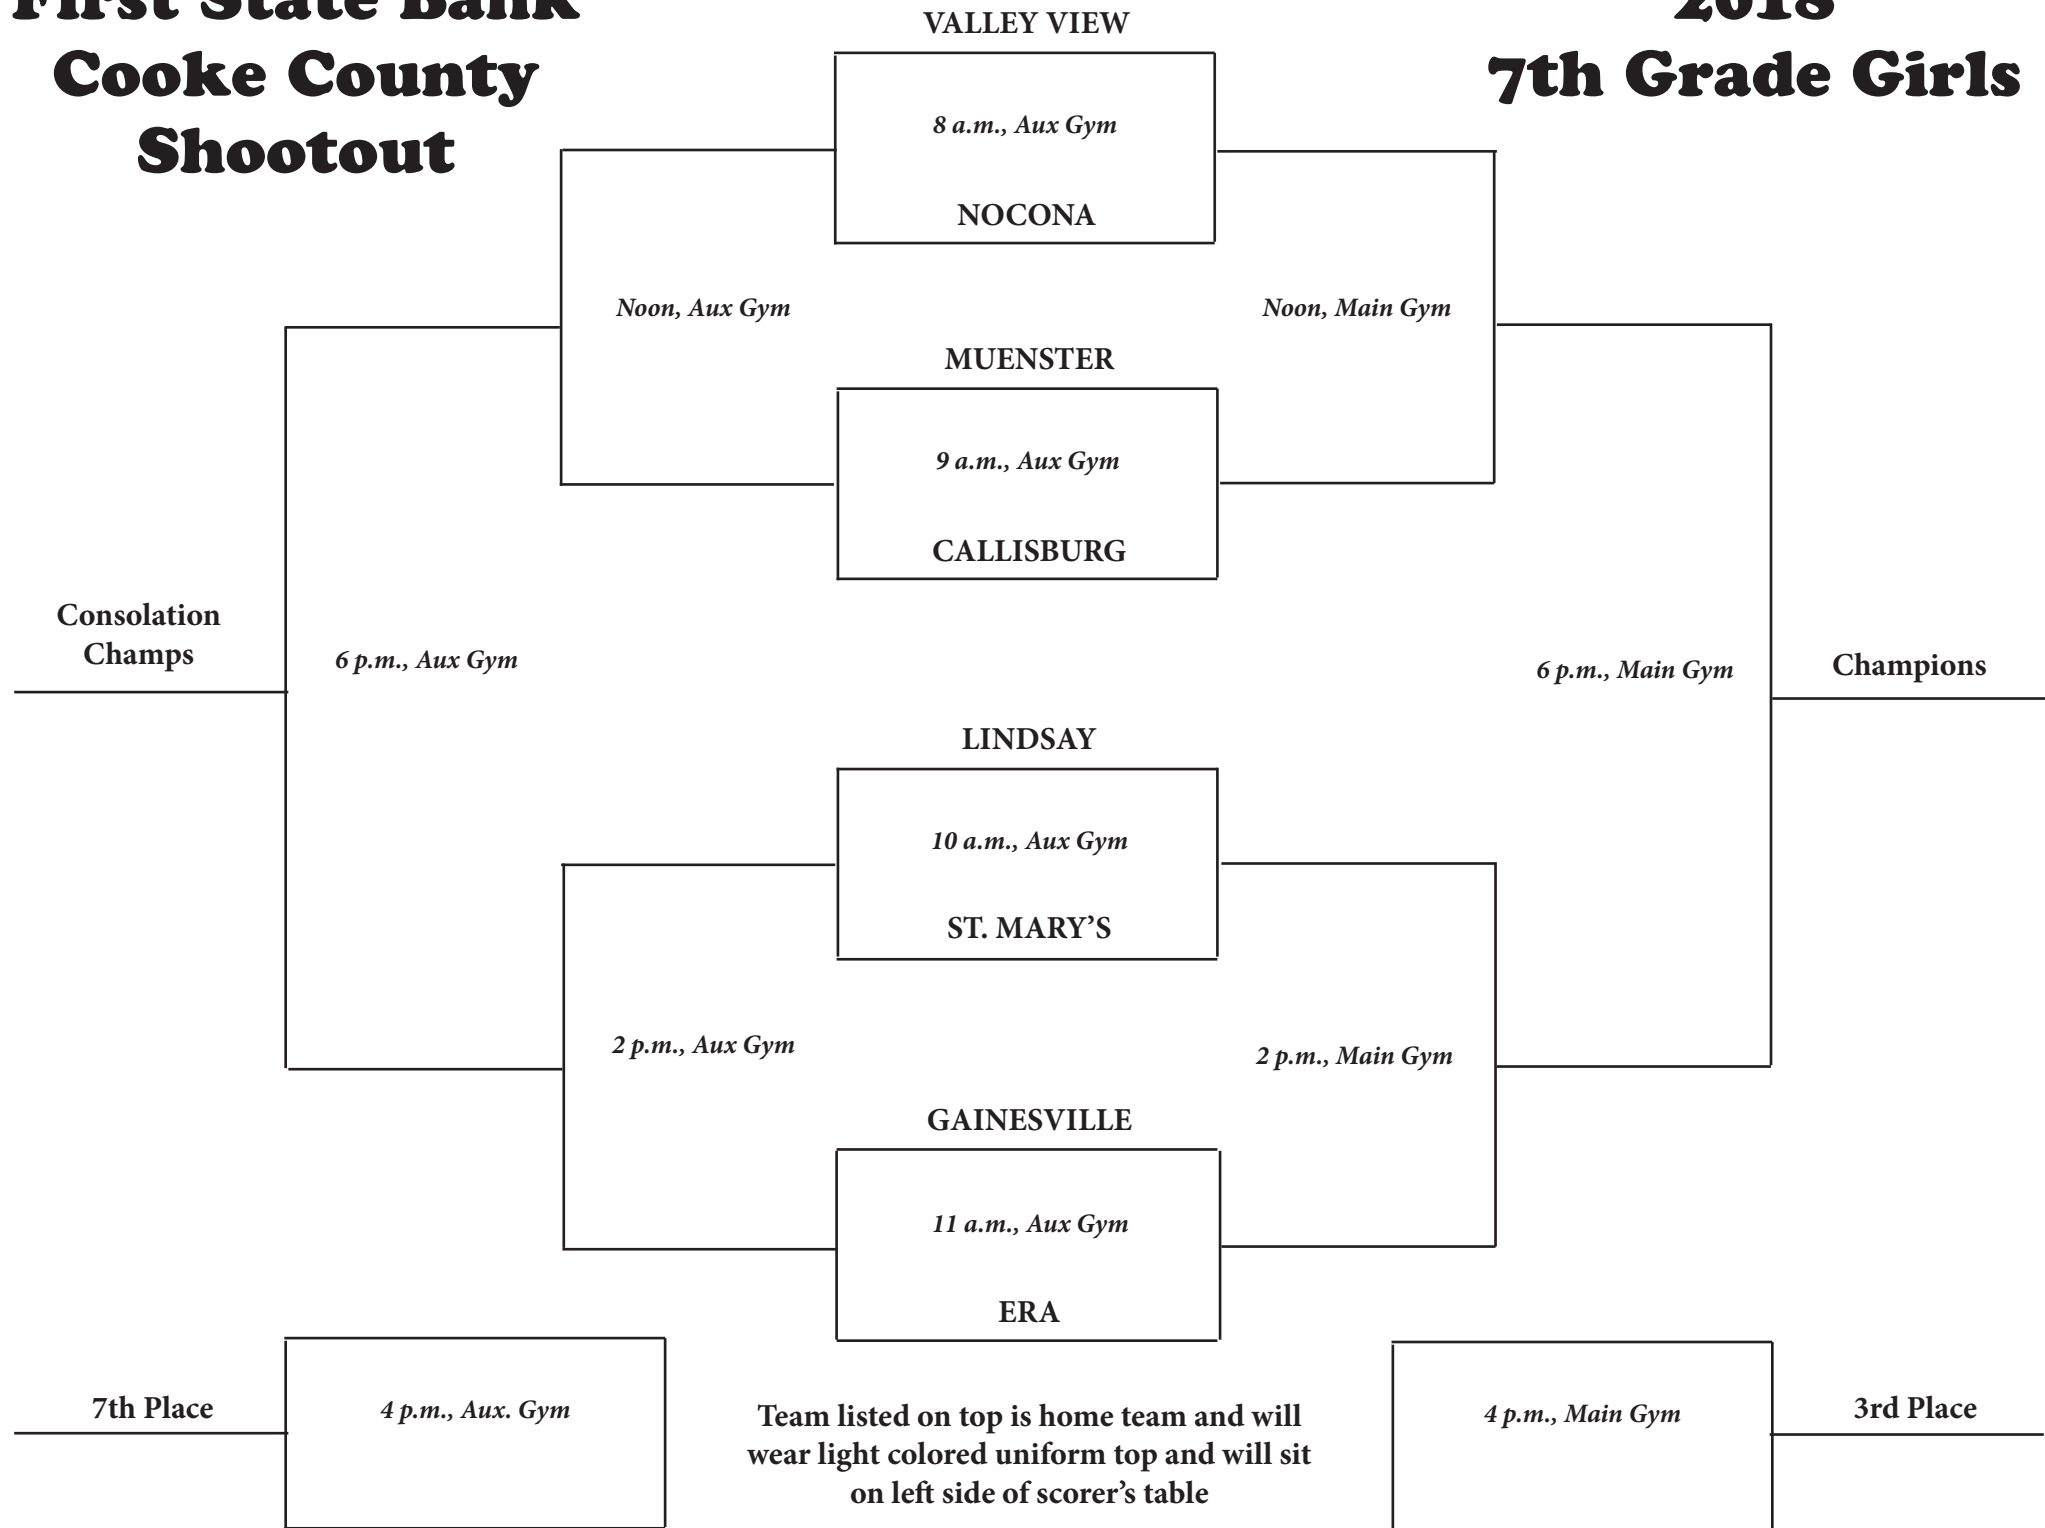 First State Bank
Cooke County
Shootout
2018
7th Grade Girls
VALLEY VIEW
8 a.m., Aux Gym
NOCONA
Noon, Aux Gym
Noon, Main Gym
MUENSTER
9 a.m., Aux Gym
CALLISBURG
Consolation
Champs
6 p.m., Aux Gym
6 p.m., Main Gym
Champions
LINDSAY
10 a.m., Aux Gym
ST. MARY’S
2 p.m., Aux Gym
2 p.m., Main Gym
GAINESVILLE
11 a.m., Aux Gym
ERA
7th Place
4 p.m., Aux. Gym
Team listed on top is home team and will
wear light colored uniform top and will sit
on left side of scorer’s table
4 p.m., Main Gym
3rd Place